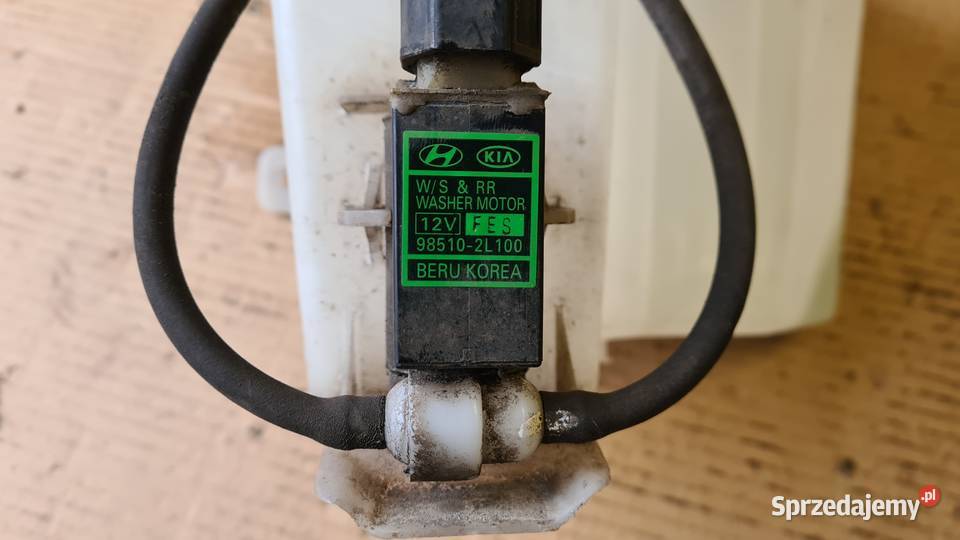 KIA
W/S & RR
WASHER MOTOR
12V FES
98510-2L100
BERU KOREA
Sprzedajemy.pl